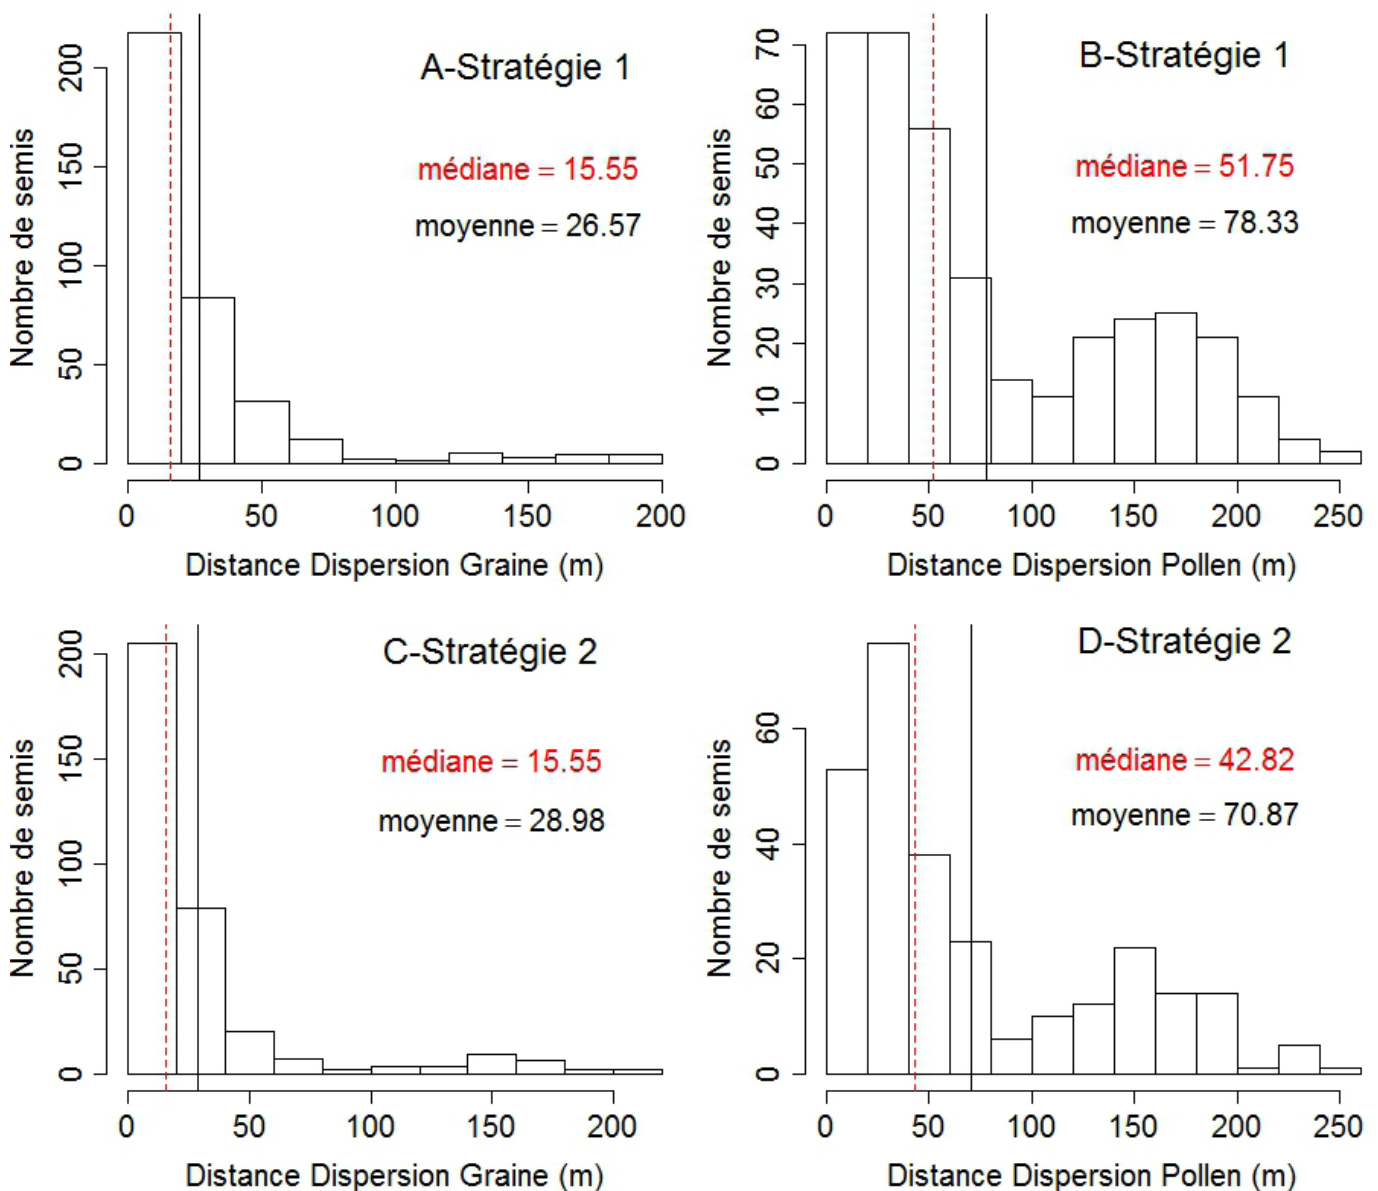 A-Stratégie 1
médiane = 15.55
moyenne = 26.57
Nombre de semis
0
50
100
150
200
0
50
100
150
200
Distance Dispersion Graine (m)
B-Stratégie 1
médiane = 51.75
moyenne = 78.33
Nombre de semis
0
10
20
30
40
50
60
70
0
50
100
150
200
250
Distance Dispersion Pollen (m)
C-Stratégie 2
médiane = 15.55
moyenne = 28.98
Nombre de semis
0
50
100
150
200
0
50
100
150
200
Distance Dispersion Graine (m)
D-Stratégie 2
médiane = 42.82
moyenne = 70.87
Nombre de semis
0
20
40
60
0
50
100
150
200
250
Distance Dispersion Pollen (m)